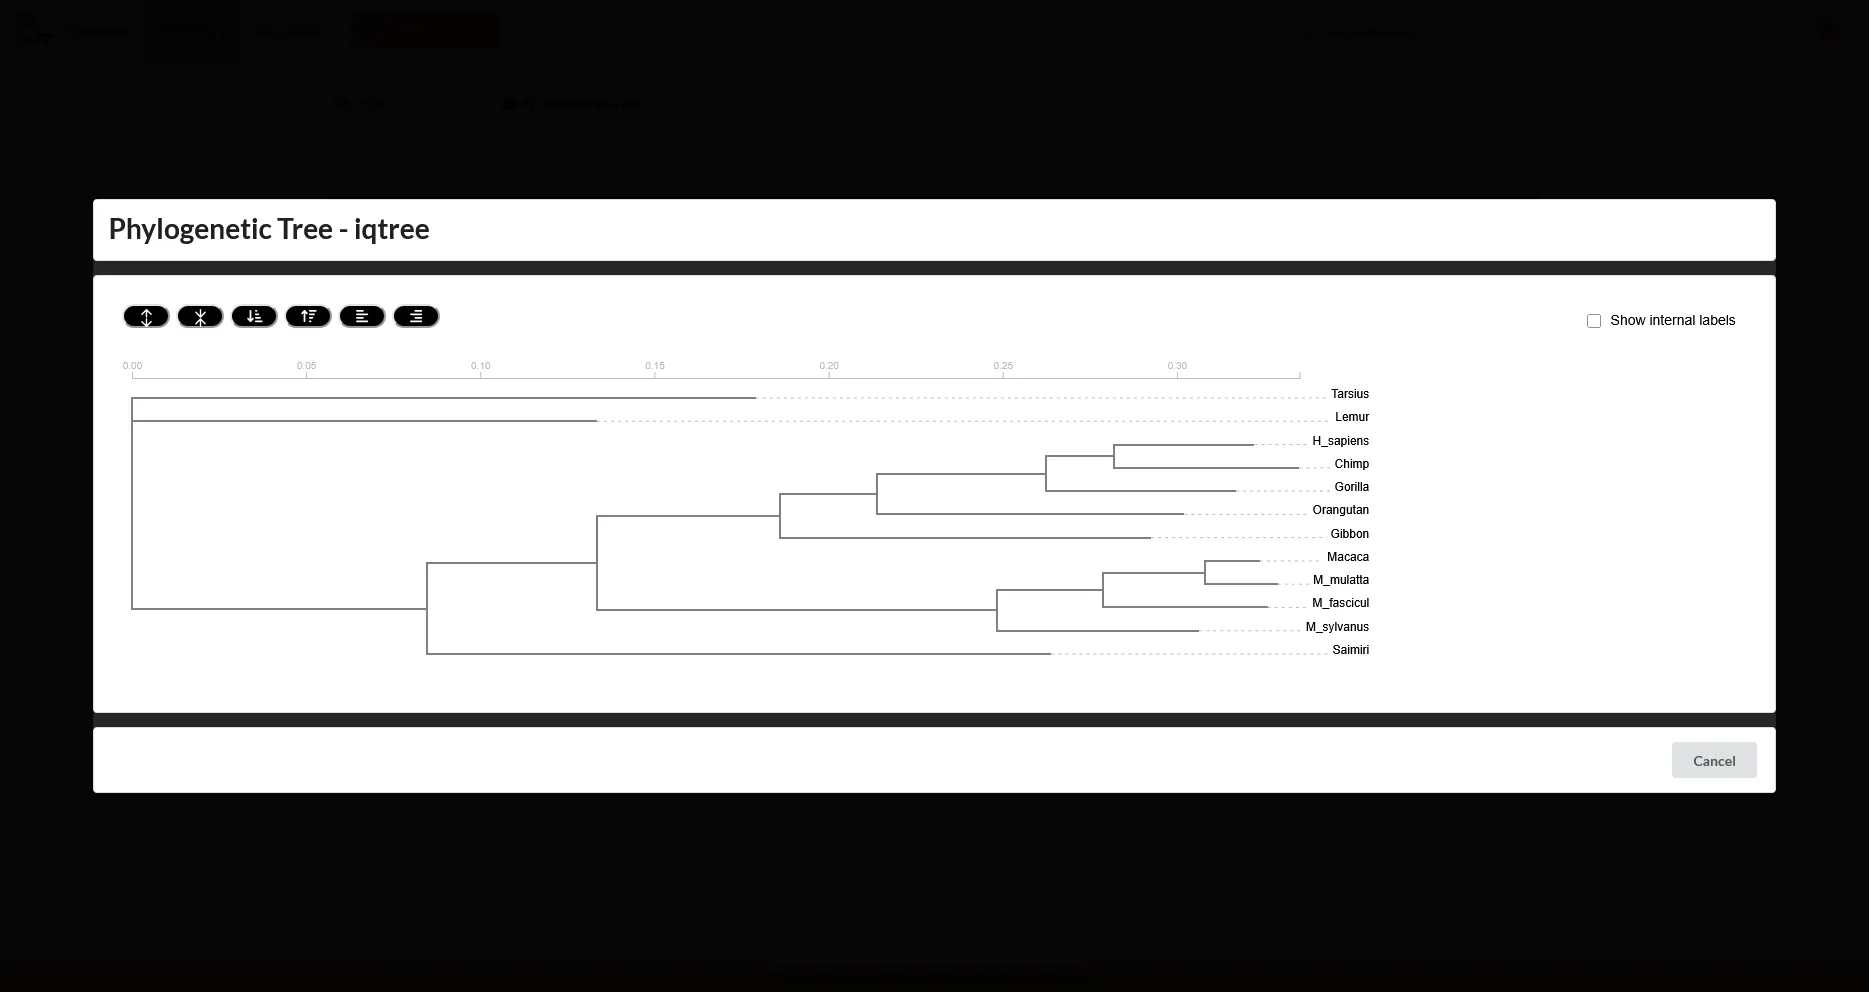 Phylogenetic Tree - iqtree
Show internal labels
0.00 0.05 0.10 0.15 0.20 0.25 0.30
Tarsius
Lemur
H_sapiens
Chimp
Gorilla
Orangutan
Gibbon
Macaca
M_mulatta
M_fascicul
M_sylvanus
Saimiri
Cancel